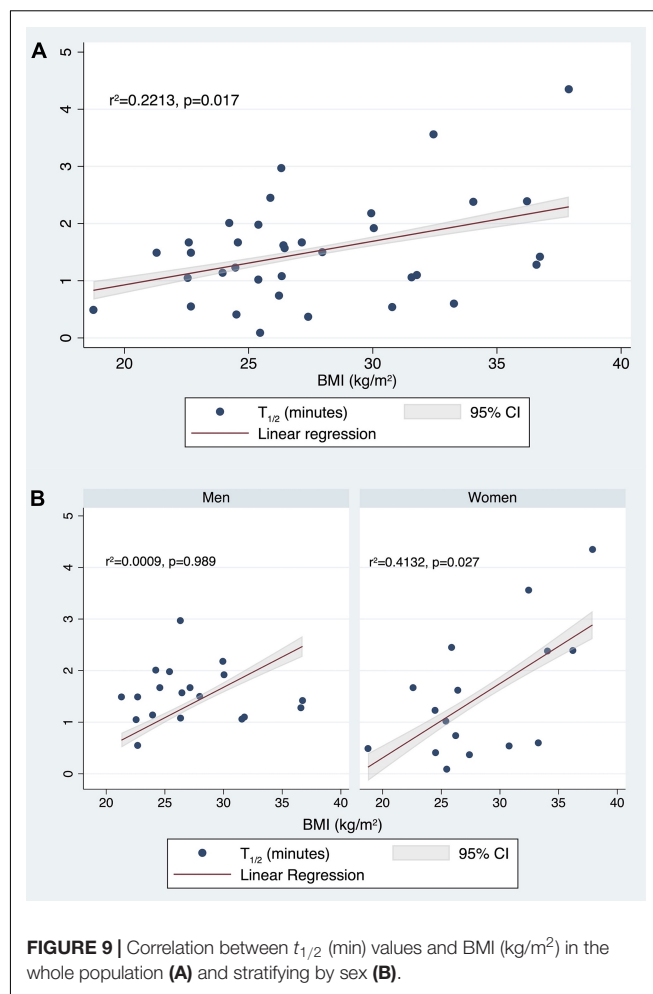 A
r²=0.2213, p=0.017
5
4
3
2
1
0
20 25 30 35 40
BMI (kg/m²)
T1/2 (minutes) 95% CI
Linear regression
B
Men Women
5
4
3
2
1
0
r²=0.0009, p=0.989 r²=0.4132, p=0.027
20 25 30 35 40 20 25 30 35 40
BMI (kg/m²)
T1/2 (minutes) 95% CI
Linear Regression
FIGURE 9 | Correlation between t1/2 (min) values and BMI (kg/m²) in the
whole population (A) and stratifying by sex (B).